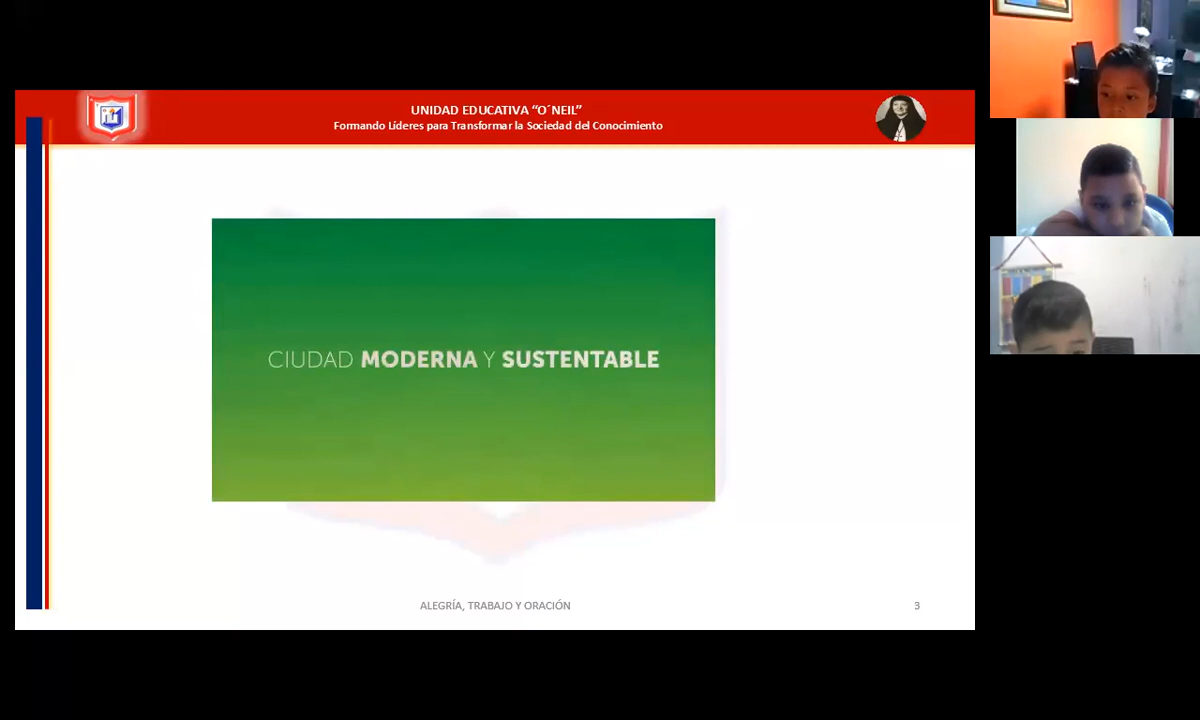 UNIDAD EDUCATIVA “O´NEIL”
Formando Líderes para Transformar la Sociedad del Conocimiento
CIUDAD MODERNA Y SUSTENTABLE
ALEGRÍA, TRABAJO Y ORACIÓN
3